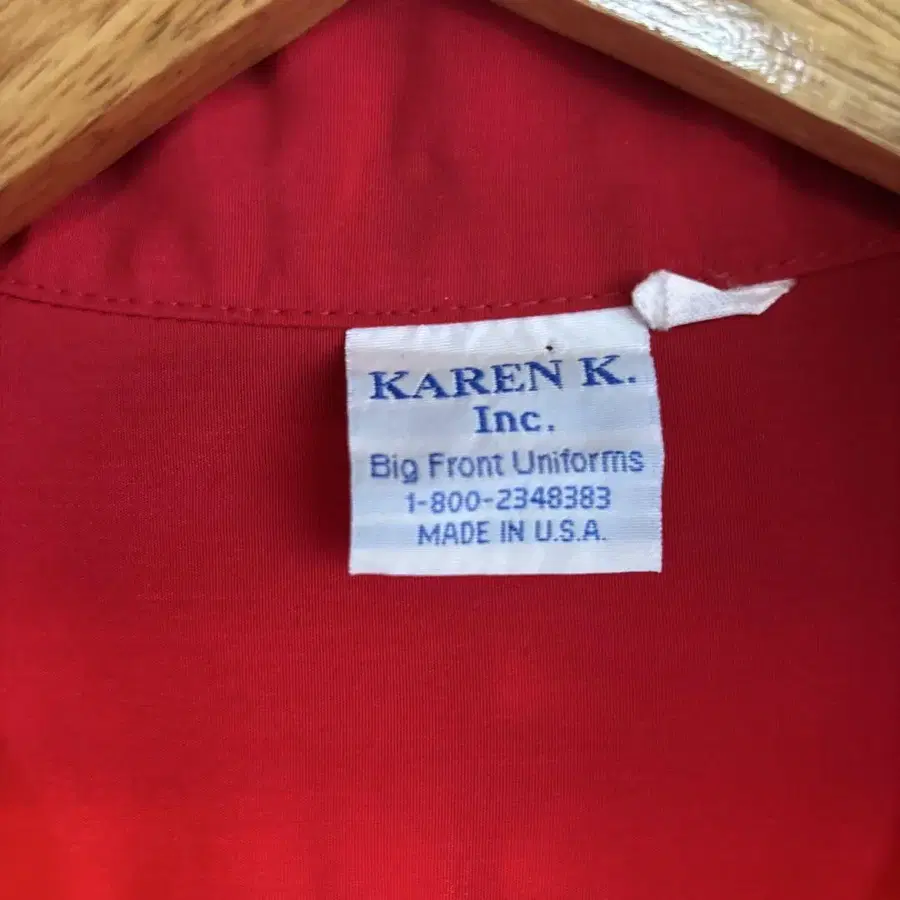 KAREN K.
Inc.
Big Front Uniforms
1-800-2348383
MADE IN U.S.A.